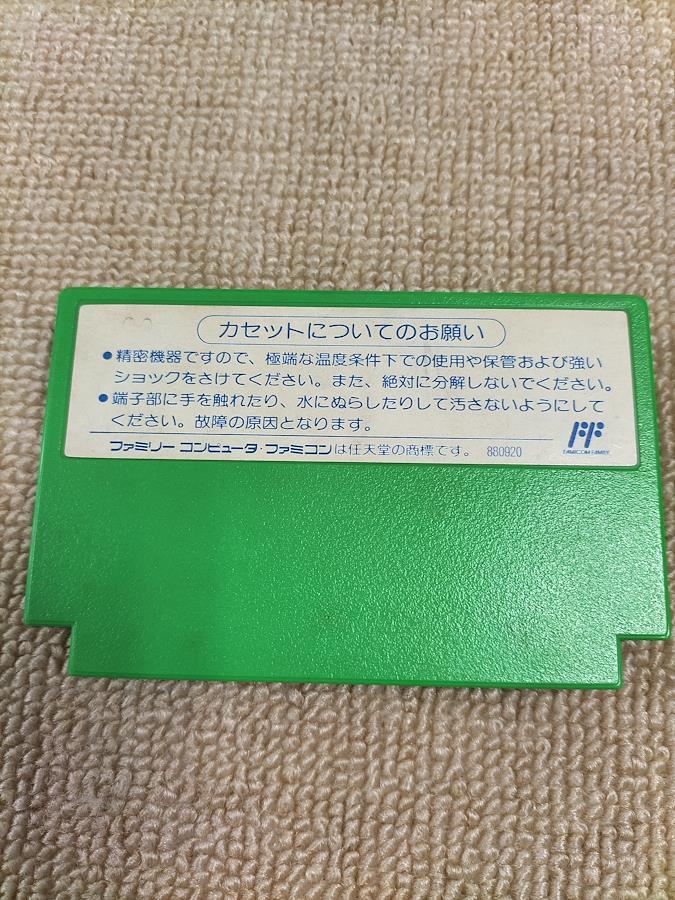 カセットについてのお願い
●精密機器ですので、極端な温度条件下での使用や保管および強い
ショックをさけてください。また、絶対に分解しないでください。
●端子部に手を触れたり、水にぬらしたりして汚さないようにして
ください。故障の原因となります。
ファミリー コンピュータ・ファミコンは任天堂の商標です。 880920
FF
FAMICOM FAMILY